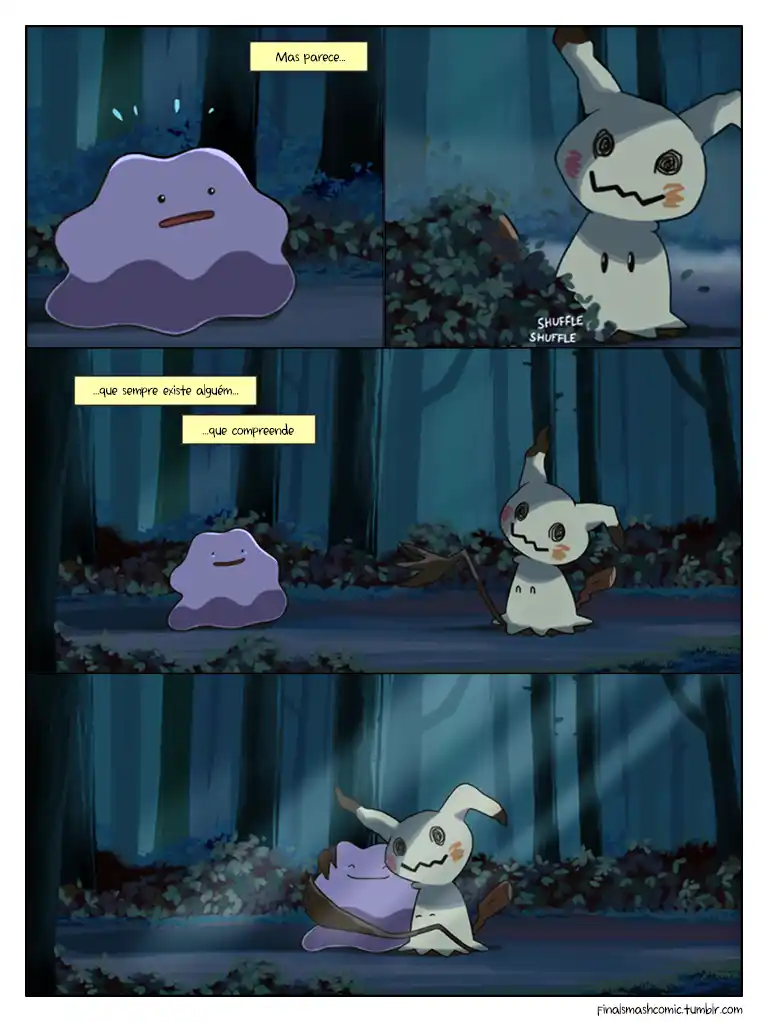 Mas parece...
SHUFFLE
SHUFFLE
...que sempre existe alguém...
...que compreende
finalsmashcomic.tumblr.com